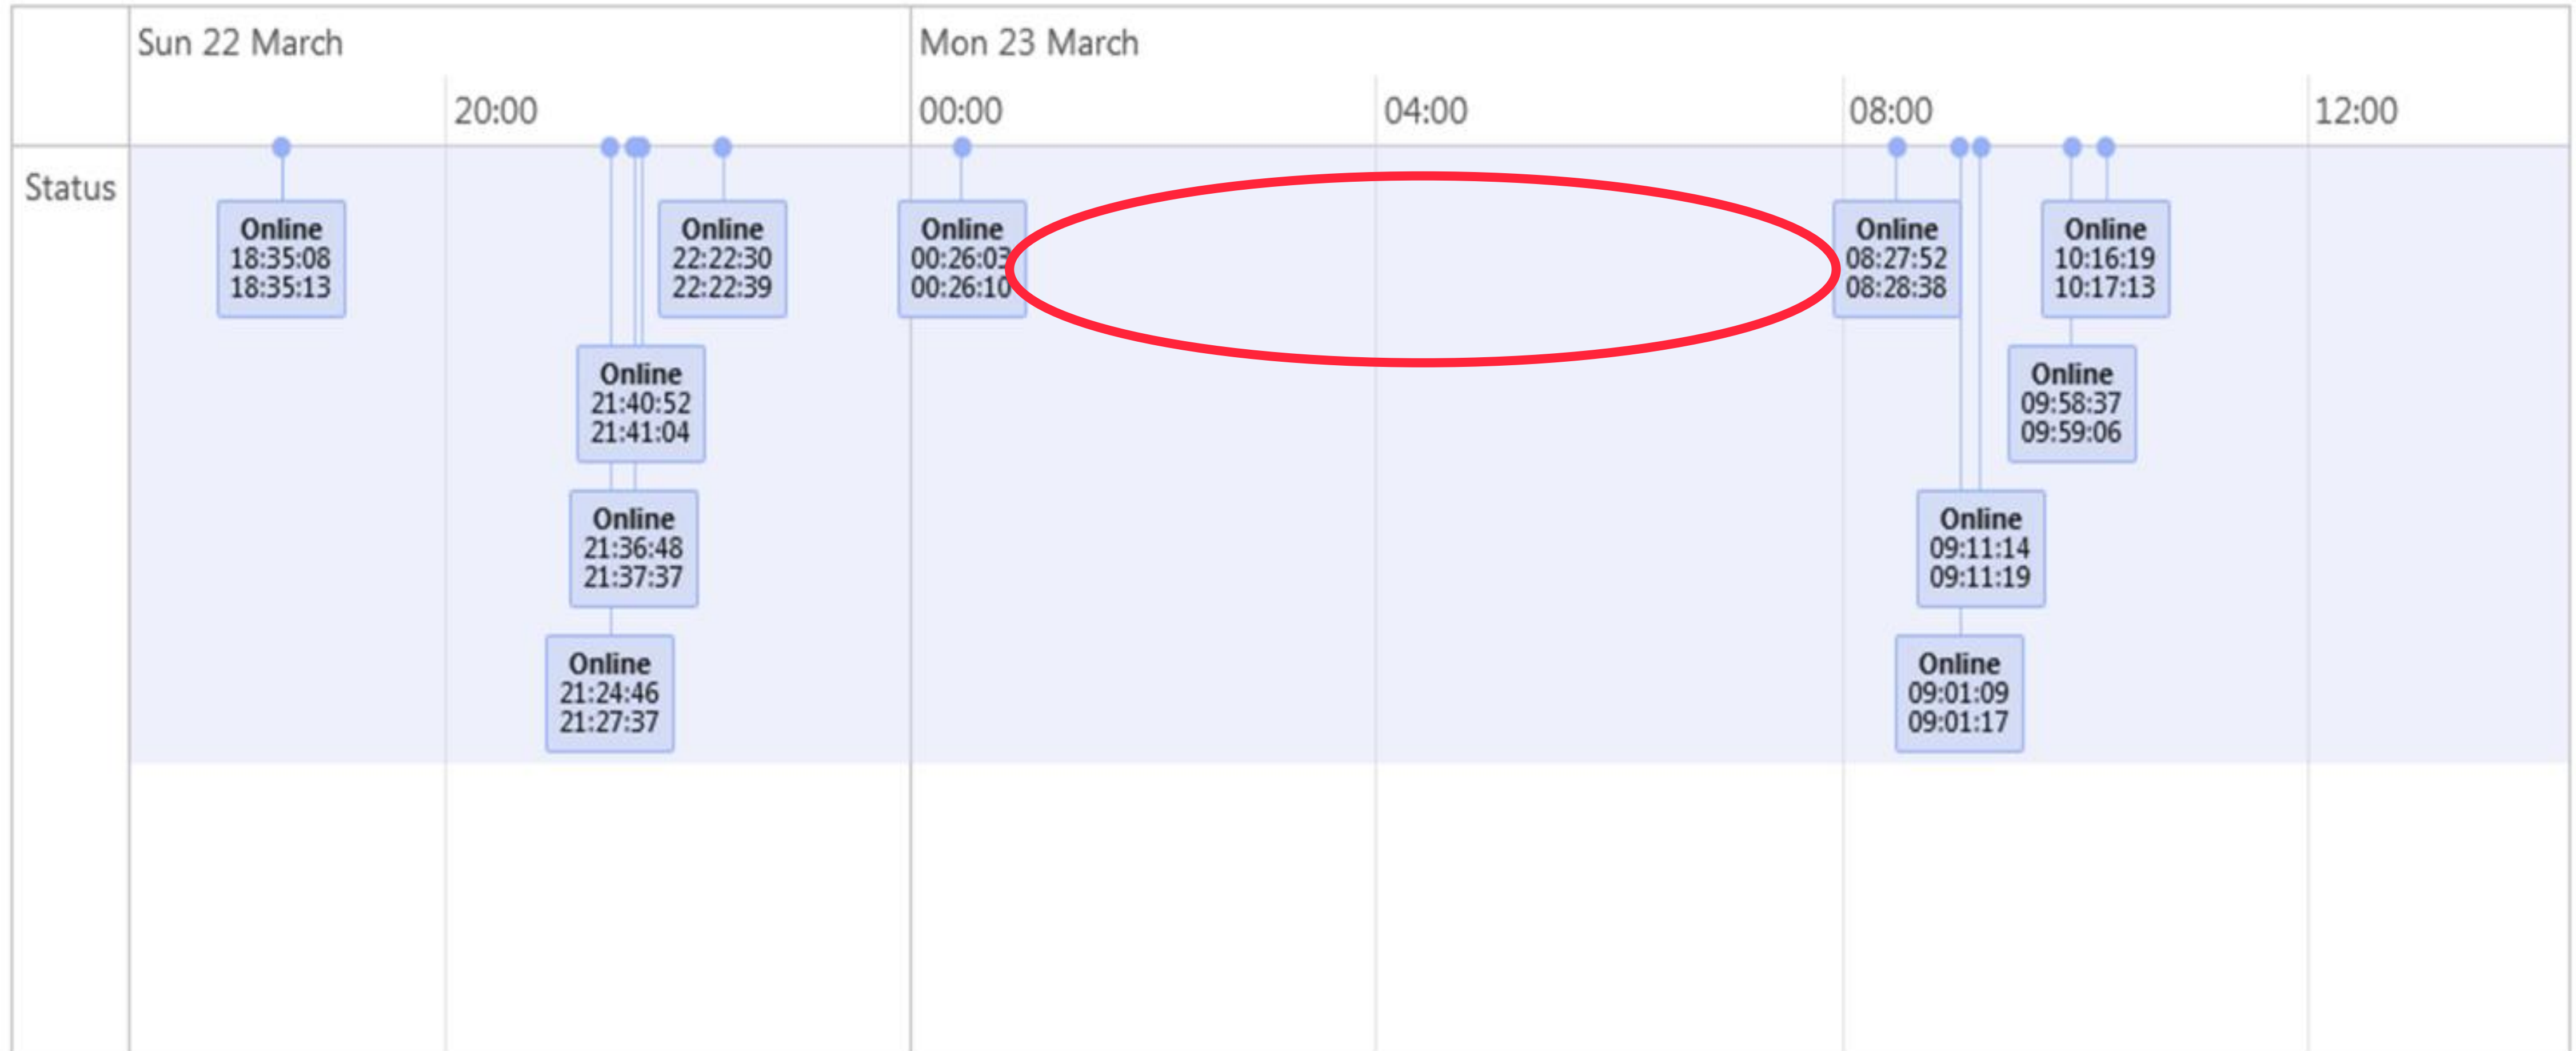 Sun 22 March
Mon 23 March
20:00
00:00
04:00
08:00
12:00
Status
Online
18:35:08
18:35:13
Online
22:22:30
22:22:39
Online
00:26:03
00:26:10
Online
08:27:52
08:28:38
Online
10:16:19
10:17:13
Online
21:40:52
21:41:04
Online
09:58:37
09:59:06
Online
21:36:48
21:37:37
Online
09:11:14
09:11:19
Online
21:24:46
21:27:37
Online
09:01:09
09:01:17